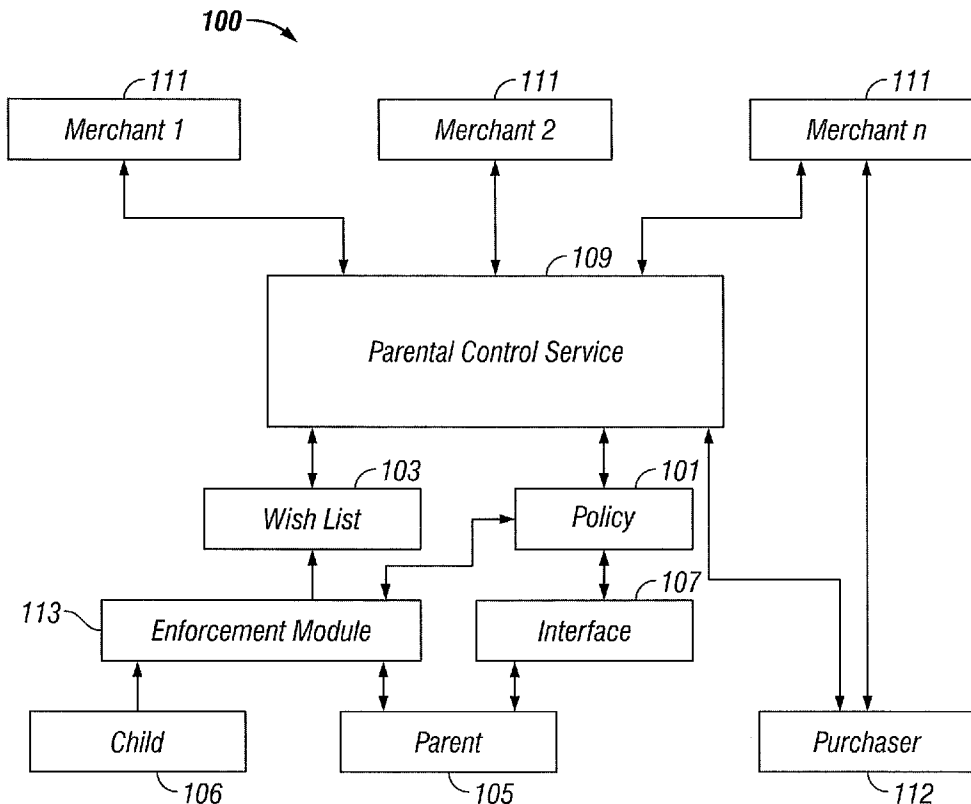 100
111
111
111
Merchant 1
Merchant 2
Merchant n
109
Parental Control Service
103
101
Wish List
Policy
107
113
Enforcement Module
Interface
Child
Parent
Purchaser
106
105
112